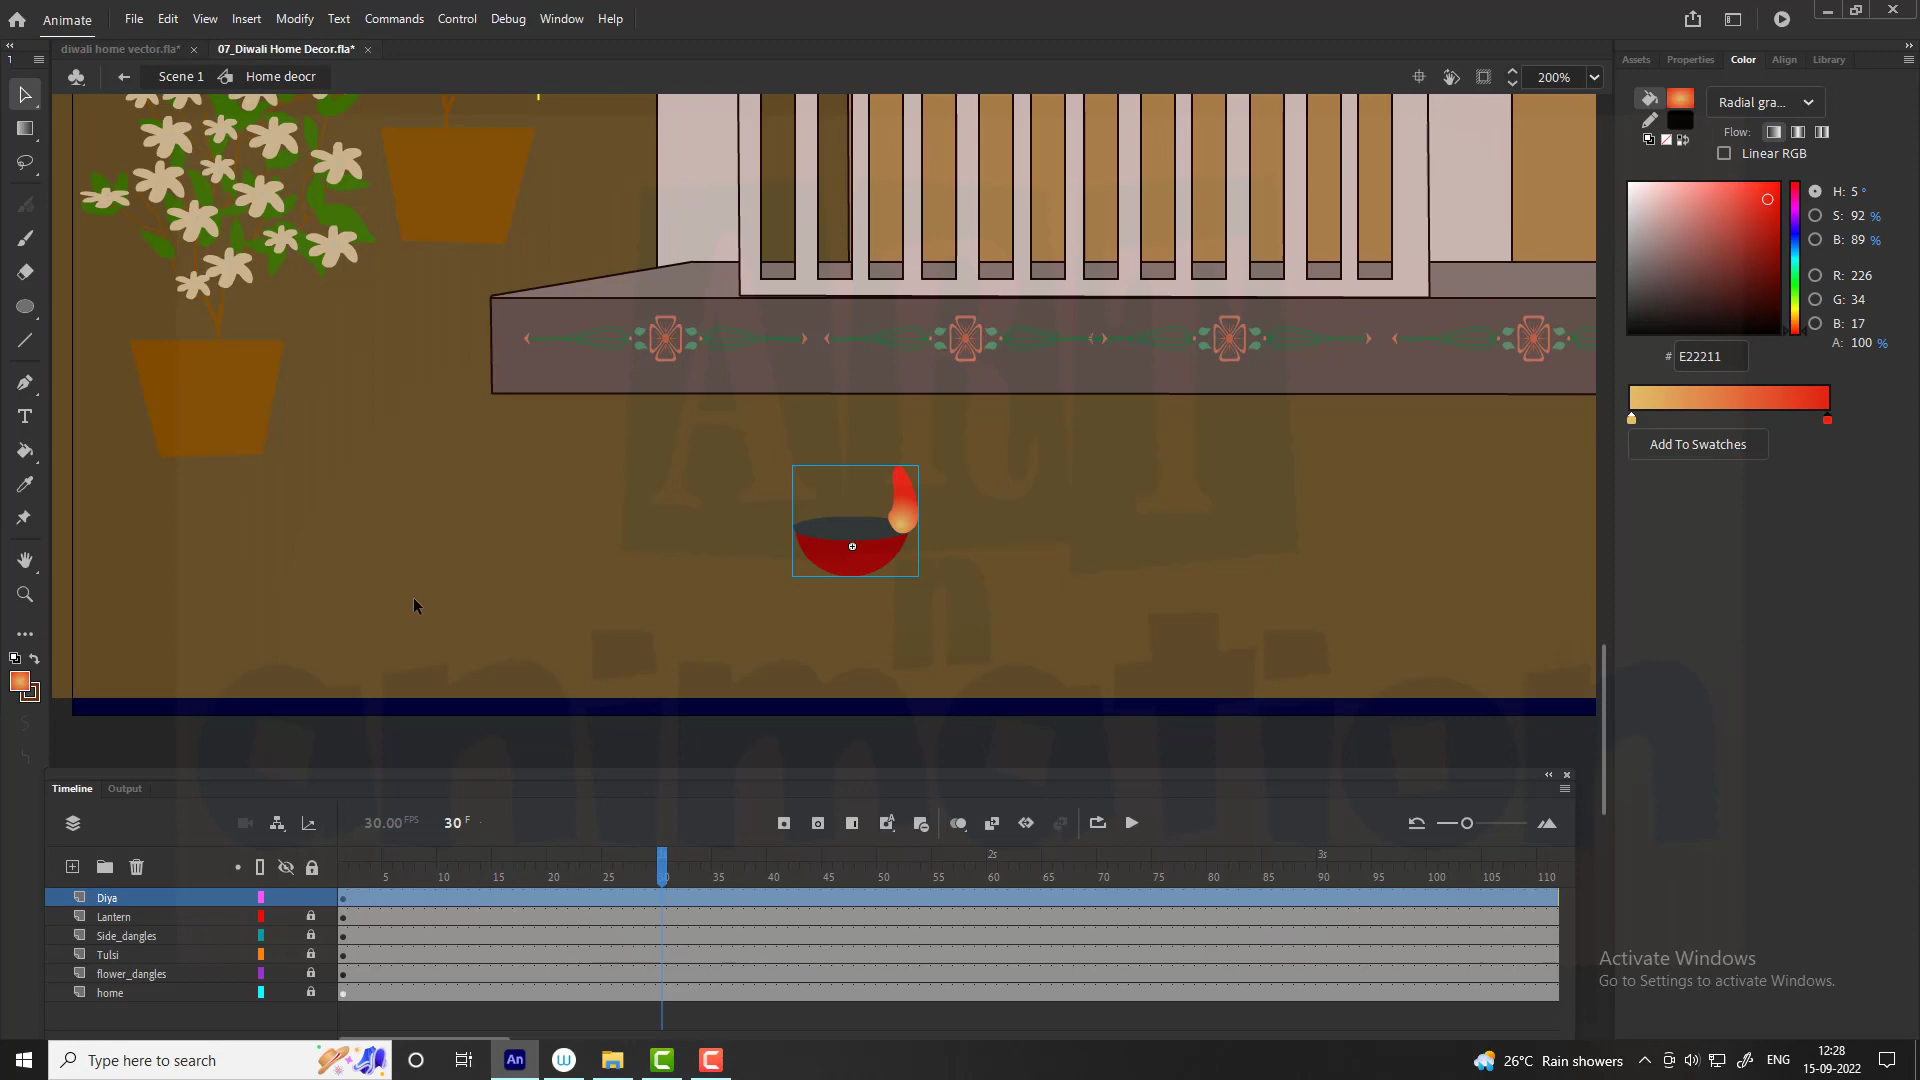 Animate File Edit View Insert Modify Text Commands Control Debug Window Help
diwali home vector.fla* × 07_Diwali Home Decor.fla* ×
Scene 1 Home deocr 200%
Assets Properties Color Align Library
Radial gra...
Flow:
Linear RGB
H: 5 °
S: 92 %
B: 89 %
R: 226
G: 34
B: 17
A: 100 %
# E22211
Add To Swatches
animation
Timeline Output
30.00 FPS 30 F
1s 2s 3s
5 10 15 20 25 30 35 40 45 50 55 60 65 70 75 80 85 90 95 100 105 110
Diya
Lantern
Side_dangles
Tulsi
flower_dangles
home
Activate Windows
Go to Settings to activate Windows.
Type here to search
An
26°C Rain showers
ENG
12:28
15-09-2022